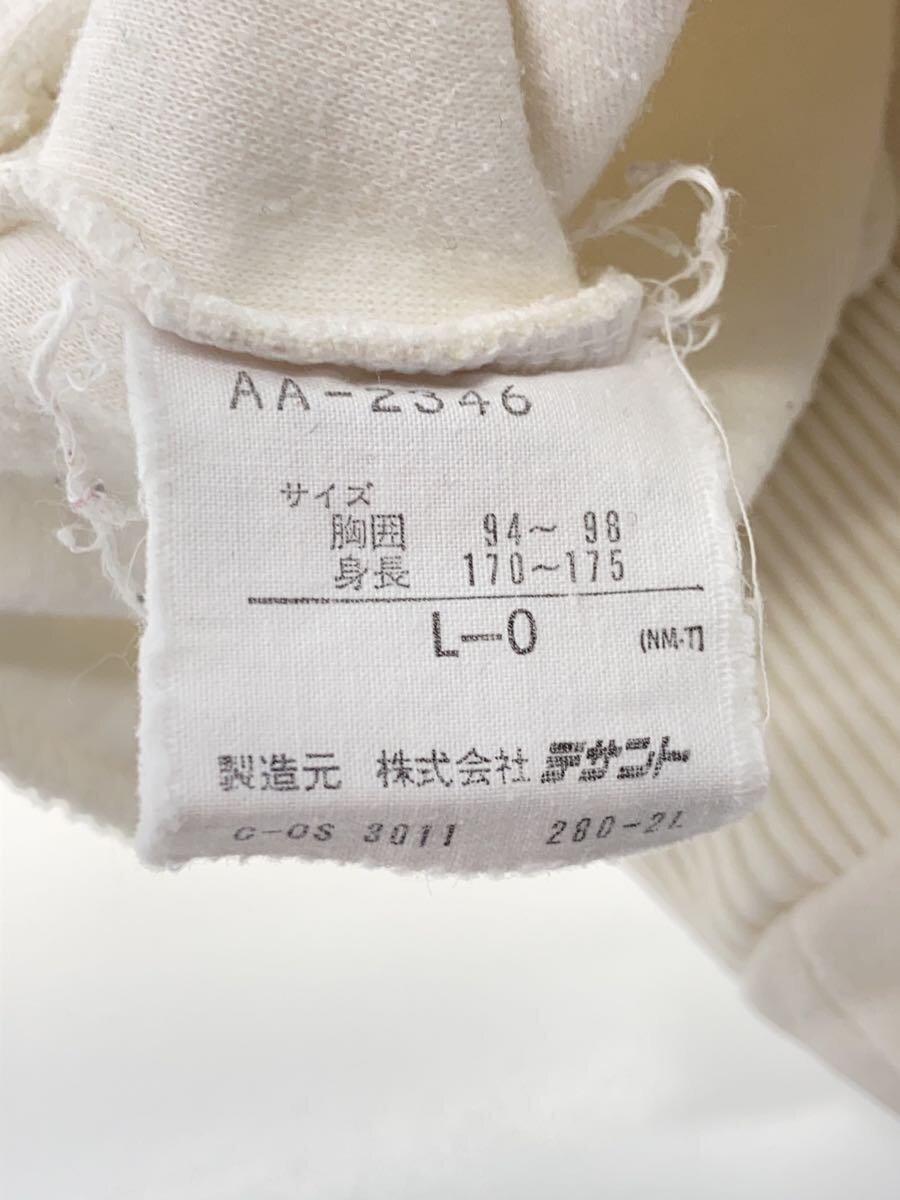 AA-2346
サイズ
胸囲 94～ 98
身長 170～175
L-O (NM-T)
製造元 株式会社デサント
C-OS 3011 280-2L